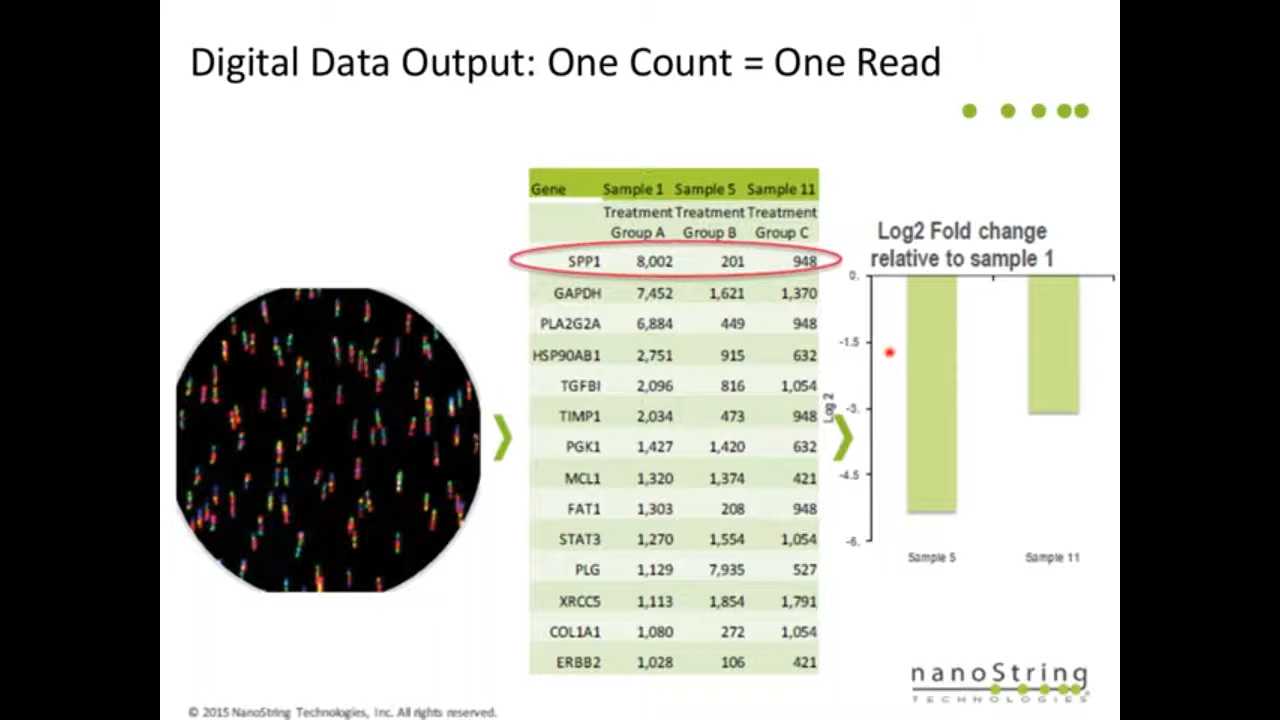 Digital Data Output: One Count = One Read
Gene Sample 1 Sample 5 Sample 11
Treatment Treatment Treatment
Group A Group B Group C
SPP1 8,002 201 948
GAPDH 7,452 1,621 1,370
PLA2G2A 6,884 449 948
HSP90AB1 2,751 915 632
TGFBI 2,096 816 1,054
TIMP1 2,034 473 948
PGK1 1,427 1,420 632
MCL1 1,320 1,374 421
FAT1 1,303 208 948
STAT3 1,270 1,554 1,054
PLG 1,129 7,935 527
XRCC5 1,113 1,854 1,791
COL1A1 1,080 272 1,054
ERBB2 1,028 106 421
Log2 Fold change
relative to sample 1
0.
-1.5
-3.
-4.5
-6.
Log 2
Sample 5 Sample 11
nanoString
TECHNOLOGIES
© 2015 NanoString Technologies, Inc. All rights reserved.